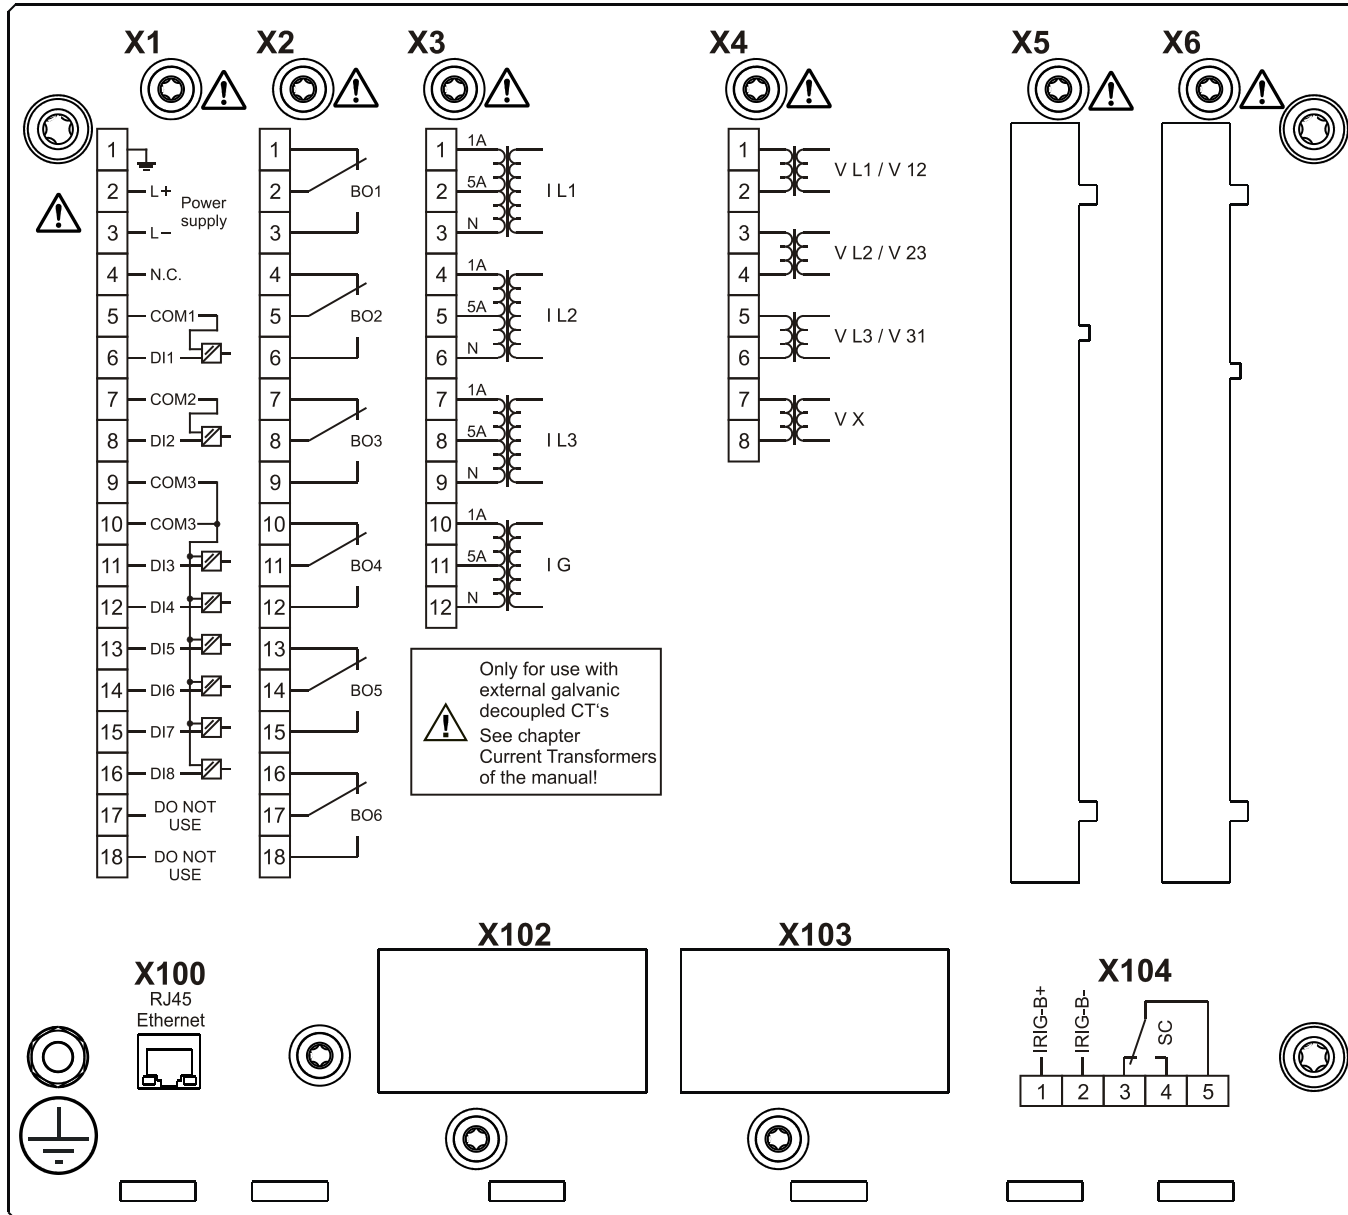 X1
X2
X3
X4
X5
X6
1
2 L+
Power
supply
3 L−
4 N.C.
5 COM1
6 DI1
7 COM2
8 DI2
9 COM3
10 COM3
11 DI3
12 DI4
13 DI5
14 DI6
15 DI7
16 DI8
17 DO NOT
USE
18 DO NOT
USE
1
2 BO1
3
4
5 BO2
6
7
8 BO3
9
10
11 BO4
12
13
14 BO5
15
16
17 BO6
18
1 1A
2 5A I L1
3 N
4 1A
5 5A I L2
6 N
7 1A
8 5A I L3
9 N
10 1A
11 5A I G
12 N
Only for use with
external galvanic
decoupled CT‘s
See chapter
Current Transformers
of the manual!
1
V L1 / V 12
2
3
V L2 / V 23
4
5
V L3 / V 31
6
7
V X
8
X100
RJ45
Ethernet
X102
X103
X104
IRIG-B+
IRIG-B-
SC
1 2 3 4 5